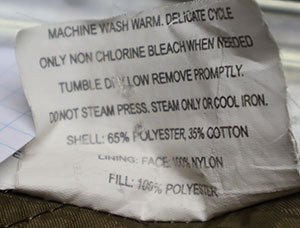 MACHINE WASH WARM. DELICATE CYCLE
ONLY NON CHLORINE BLEACH WHEN NEEDED
TUMBLE DRY LOW REMOVE PROMPTLY.
DO NOT STEAM PRESS. STEAM ONLY OR COOL IRON.
SHELL: 65% POLYESTER, 35% COTTON
LINING: FACE: 100% NYLON
FILL: 100% POLYESTER